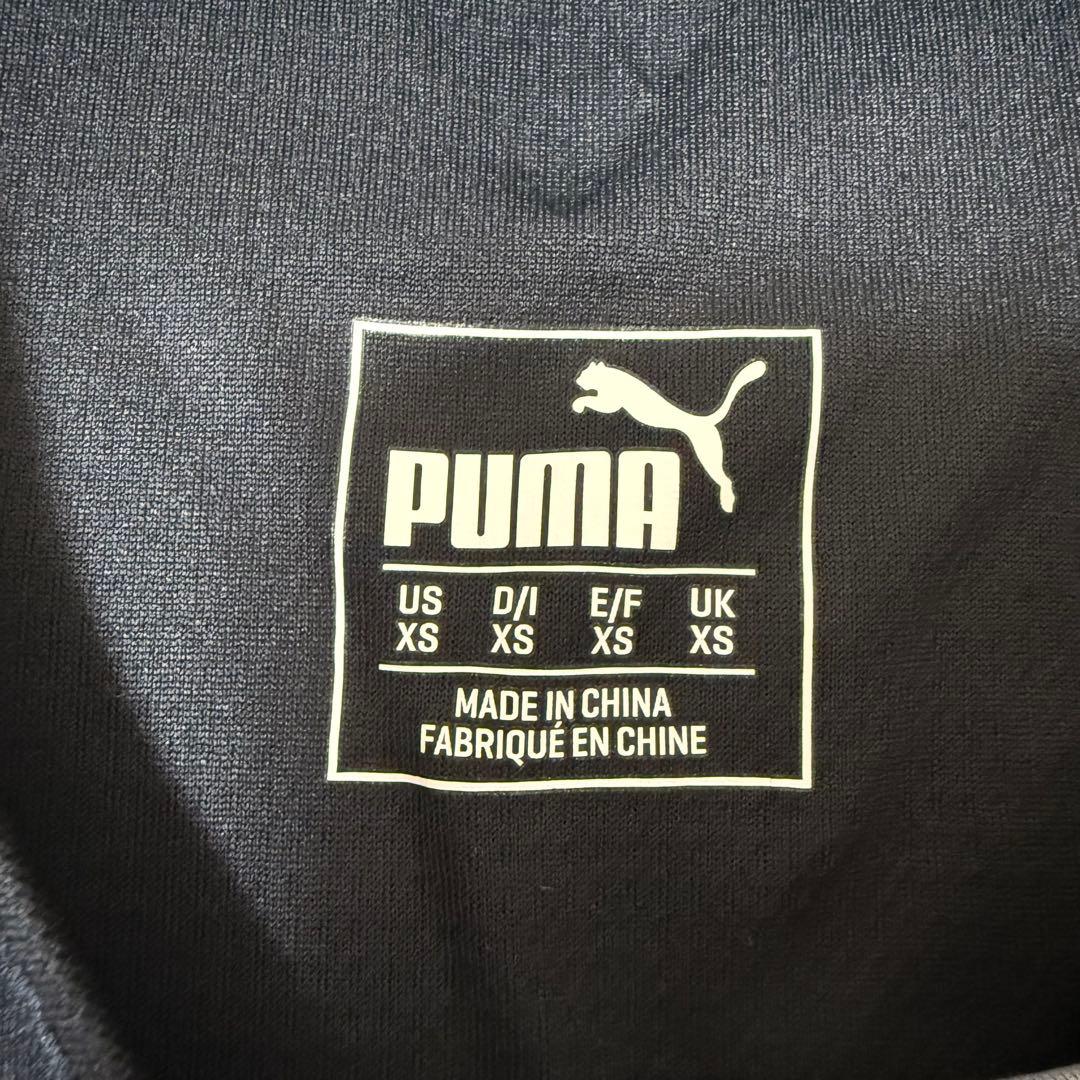 PUMA
US D/I E/F UK
XS XS XS XS
MADE IN CHINA
FABRIQUÉ EN CHINE